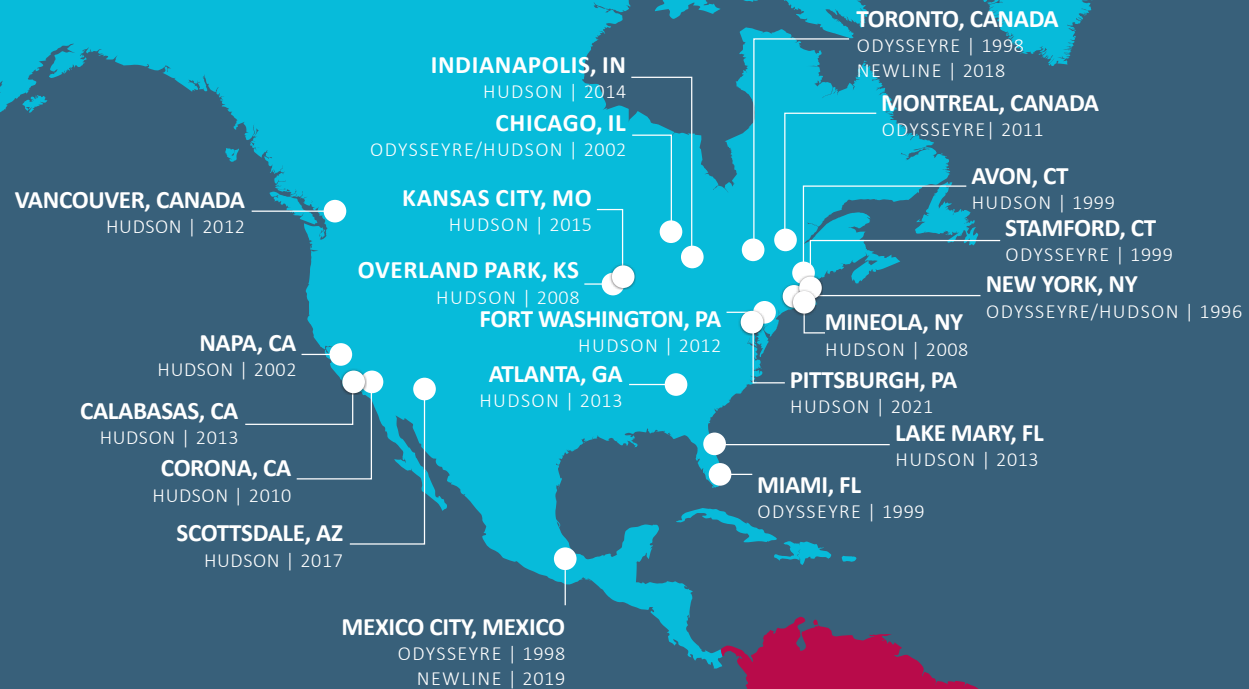 TORONTO, CANADA
ODYSSEYRE | 1998
NEWLINE | 2018
INDIANAPOLIS, IN
HUDSON | 2014
MONTREAL, CANADA
ODYSSEYRE| 2011
CHICAGO, IL
ODYSSEYRE/HUDSON | 2002
AVON, CT
HUDSON | 1999
VANCOUVER, CANADA
HUDSON | 2012
KANSAS CITY, MO
HUDSON | 2015
STAMFORD, CT
ODYSSEYRE | 1999
OVERLAND PARK, KS
HUDSON | 2008
NEW YORK, NY
ODYSSEYRE/HUDSON | 1996
FORT WASHINGTON, PA
HUDSON | 2012
MINEOLA, NY
HUDSON | 2008
NAPA, CA
HUDSON | 2002
ATLANTA, GA
HUDSON | 2013
PITTSBURGH, PA
HUDSON | 2021
CALABASAS, CA
HUDSON | 2013
LAKE MARY, FL
HUDSON | 2013
CORONA, CA
HUDSON | 2010
MIAMI, FL
ODYSSEYRE | 1999
SCOTTSDALE, AZ
HUDSON | 2017
MEXICO CITY, MEXICO
ODYSSEYRE | 1998
NEWLINE | 2019